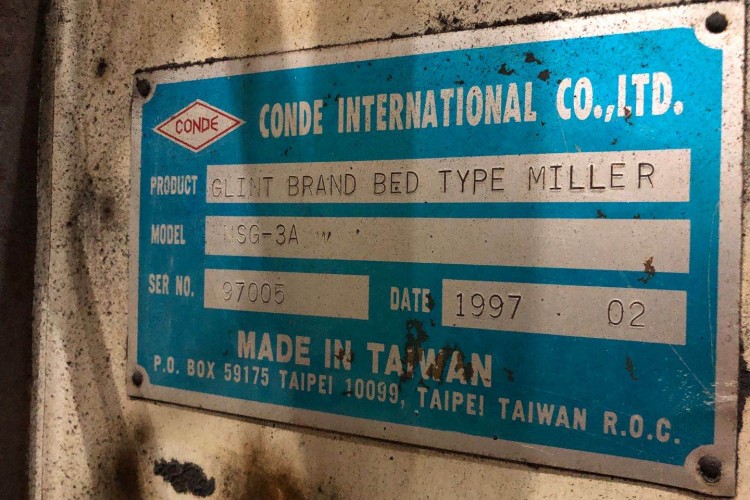 CONDE
CONDE INTERNATIONAL CO.,LTD.
PRODUCT GLINT BRAND BED TYPE MILLER
MODEL
SER NO. 97005 DATE 1997 02
MADE IN TAIWAN
P.O. BOX 59175 TAIPEI 10099, TAIPEI TAIWAN R.O.C.